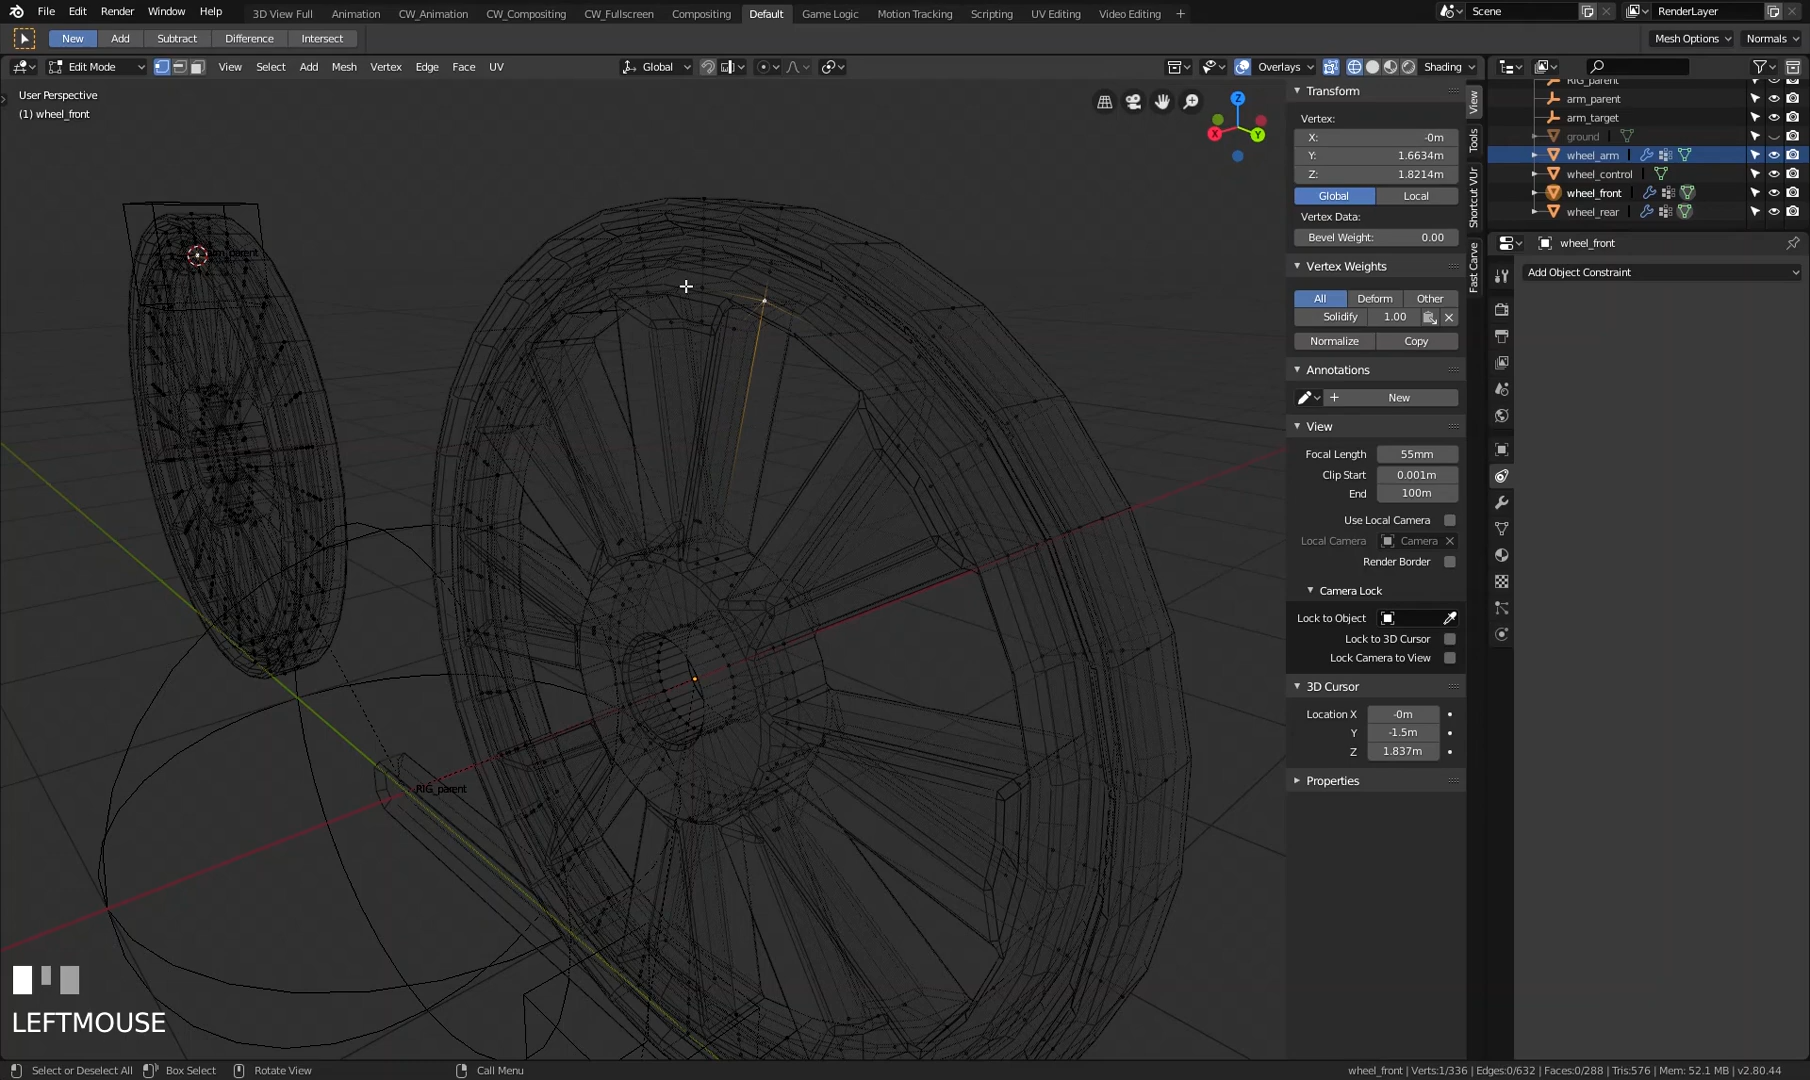 File Edit Render Window Help 3D View Full Animation CW_Animation CW_Compositing CW_Fullscreen Compositing Default Game Logic Motion Tracking Scripting UV Editing Video Editing Scene RenderLayer
New Add Subtract Difference Intersect Mesh Options Normals
Edit Mode View Select Add Mesh Vertex Edge Face UV Global Overlays Shading
User Perspective
(1) wheel_front
RIG_parent
Z
X
Y
Transform
Vertex:
X: -0m
Y: 1.6634m
Z: 1.8214m
Global Local
Vertex Data:
Bevel Weight: 0.00
Vertex Weights
All Deform Other
Solidify 1.00
Normalize Copy
Annotations
New
View
Focal Length 55mm
Clip Start 0.001m
End 100m
Use Local Camera
Local Camera Camera
Render Border
Camera Lock
Lock to Object
Lock to 3D Cursor
Lock Camera to View
3D Cursor
Location X -0m
Y -1.5m
Z 1.837m
Properties
View
Tools
Shortcut VUr
Fast Carve
RIG_parent
arm_parent
arm_target
ground
wheel_arm
wheel_control
wheel_front
wheel_rear
wheel_front
Add Object Constraint
LEFTMOUSE
Select or Deselect All Box Select Rotate View Call Menu wheel_front | Verts:1/336 | Edges:0/632 | Faces:0/288 | Tris:576 | Mem: 52.1 MB | v2.80.44